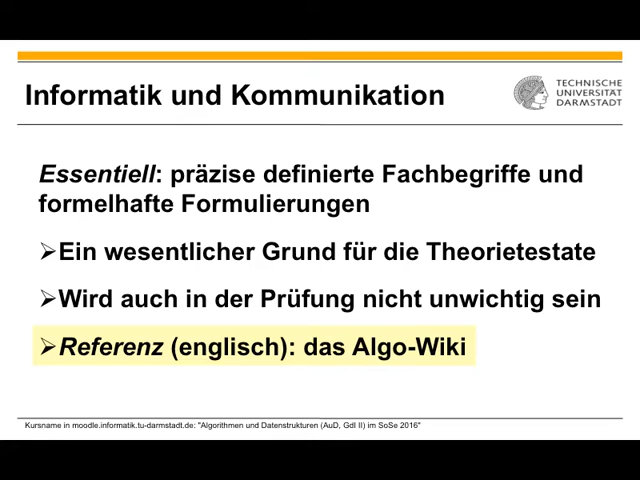 Informatik und Kommunikation
TECHNISCHE
UNIVERSITÄT
DARMSTADT
Essentiell: präzise definierte Fachbegriffe und
formelhafte Formulierungen
➢Ein wesentlicher Grund für die Theorietestate
➢Wird auch in der Prüfung nicht unwichtig sein
➢Referenz (englisch): das Algo-Wiki
Kursname in moodle.informatik.tu-darmstadt.de: "Algorithmen und Datenstrukturen (AuD, GdI II) im SoSe 2016"